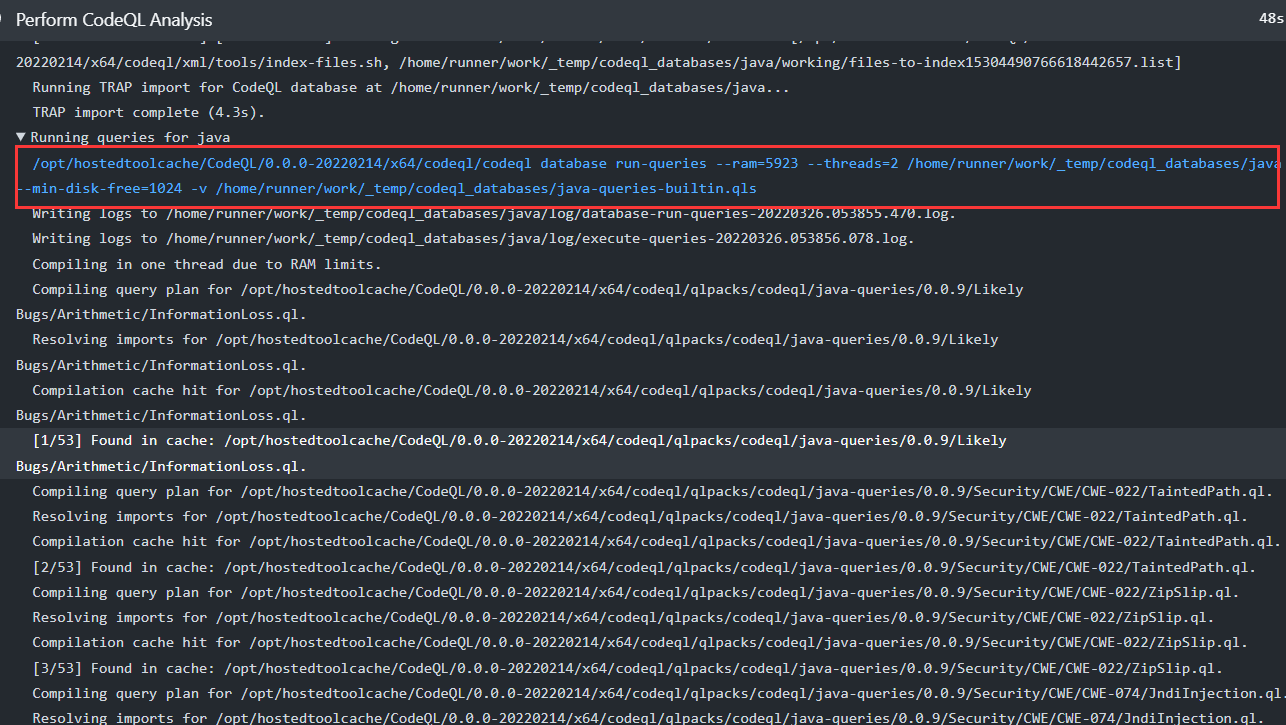 Perform CodeQL Analysis
48s
20220214/x64/codeql/xml/tools/index-files.sh, /home/runner/work/_temp/codeql_databases/java/working/files-to-index15304490766618442657.list]
Running TRAP import for CodeQL database at /home/runner/work/_temp/codeql_databases/java...
TRAP import complete (4.3s).
▼ Running queries for java
/opt/hostedtoolcache/CodeQL/0.0.0-20220214/x64/codeql/codeql database run-queries --ram=5923 --threads=2 /home/runner/work/_temp/codeql_databases/java
--min-disk-free=1024 -v /home/runner/work/_temp/codeql_databases/java-queries-builtin.qls
Writing logs to /home/runner/work/_temp/codeql_databases/java/log/database-run-queries-20220326.053855.470.log.
Writing logs to /home/runner/work/_temp/codeql_databases/java/log/execute-queries-20220326.053856.078.log.
Compiling in one thread due to RAM limits.
Compiling query plan for /opt/hostedtoolcache/CodeQL/0.0.0-20220214/x64/codeql/qlpacks/codeql/java-queries/0.0.9/Likely
Bugs/Arithmetic/InformationLoss.ql.
Resolving imports for /opt/hostedtoolcache/CodeQL/0.0.0-20220214/x64/codeql/qlpacks/codeql/java-queries/0.0.9/Likely
Bugs/Arithmetic/InformationLoss.ql.
Compilation cache hit for /opt/hostedtoolcache/CodeQL/0.0.0-20220214/x64/codeql/qlpacks/codeql/java-queries/0.0.9/Likely
Bugs/Arithmetic/InformationLoss.ql.
[1/53] Found in cache: /opt/hostedtoolcache/CodeQL/0.0.0-20220214/x64/codeql/qlpacks/codeql/java-queries/0.0.9/Likely
Bugs/Arithmetic/InformationLoss.ql.
Compiling query plan for /opt/hostedtoolcache/CodeQL/0.0.0-20220214/x64/codeql/qlpacks/codeql/java-queries/0.0.9/Security/CWE/CWE-022/TaintedPath.ql.
Resolving imports for /opt/hostedtoolcache/CodeQL/0.0.0-20220214/x64/codeql/qlpacks/codeql/java-queries/0.0.9/Security/CWE/CWE-022/TaintedPath.ql.
Compilation cache hit for /opt/hostedtoolcache/CodeQL/0.0.0-20220214/x64/codeql/qlpacks/codeql/java-queries/0.0.9/Security/CWE/CWE-022/TaintedPath.ql.
[2/53] Found in cache: /opt/hostedtoolcache/CodeQL/0.0.0-20220214/x64/codeql/qlpacks/codeql/java-queries/0.0.9/Security/CWE/CWE-022/TaintedPath.ql.
Compiling query plan for /opt/hostedtoolcache/CodeQL/0.0.0-20220214/x64/codeql/qlpacks/codeql/java-queries/0.0.9/Security/CWE/CWE-022/ZipSlip.ql.
Resolving imports for /opt/hostedtoolcache/CodeQL/0.0.0-20220214/x64/codeql/qlpacks/codeql/java-queries/0.0.9/Security/CWE/CWE-022/ZipSlip.ql.
Compilation cache hit for /opt/hostedtoolcache/CodeQL/0.0.0-20220214/x64/codeql/qlpacks/codeql/java-queries/0.0.9/Security/CWE/CWE-022/ZipSlip.ql.
[3/53] Found in cache: /opt/hostedtoolcache/CodeQL/0.0.0-20220214/x64/codeql/qlpacks/codeql/java-queries/0.0.9/Security/CWE/CWE-022/ZipSlip.ql.
Compiling query plan for /opt/hostedtoolcache/CodeQL/0.0.0-20220214/x64/codeql/qlpacks/codeql/java-queries/0.0.9/Security/CWE/CWE-074/JndiInjection.ql.
Resolving imports for /opt/hostedtoolcache/CodeQL/0.0.0-20220214/x64/codeql/qlpacks/codeql/java-queries/0.0.9/Security/CWE/CWE-074/JndiInjection.ql.